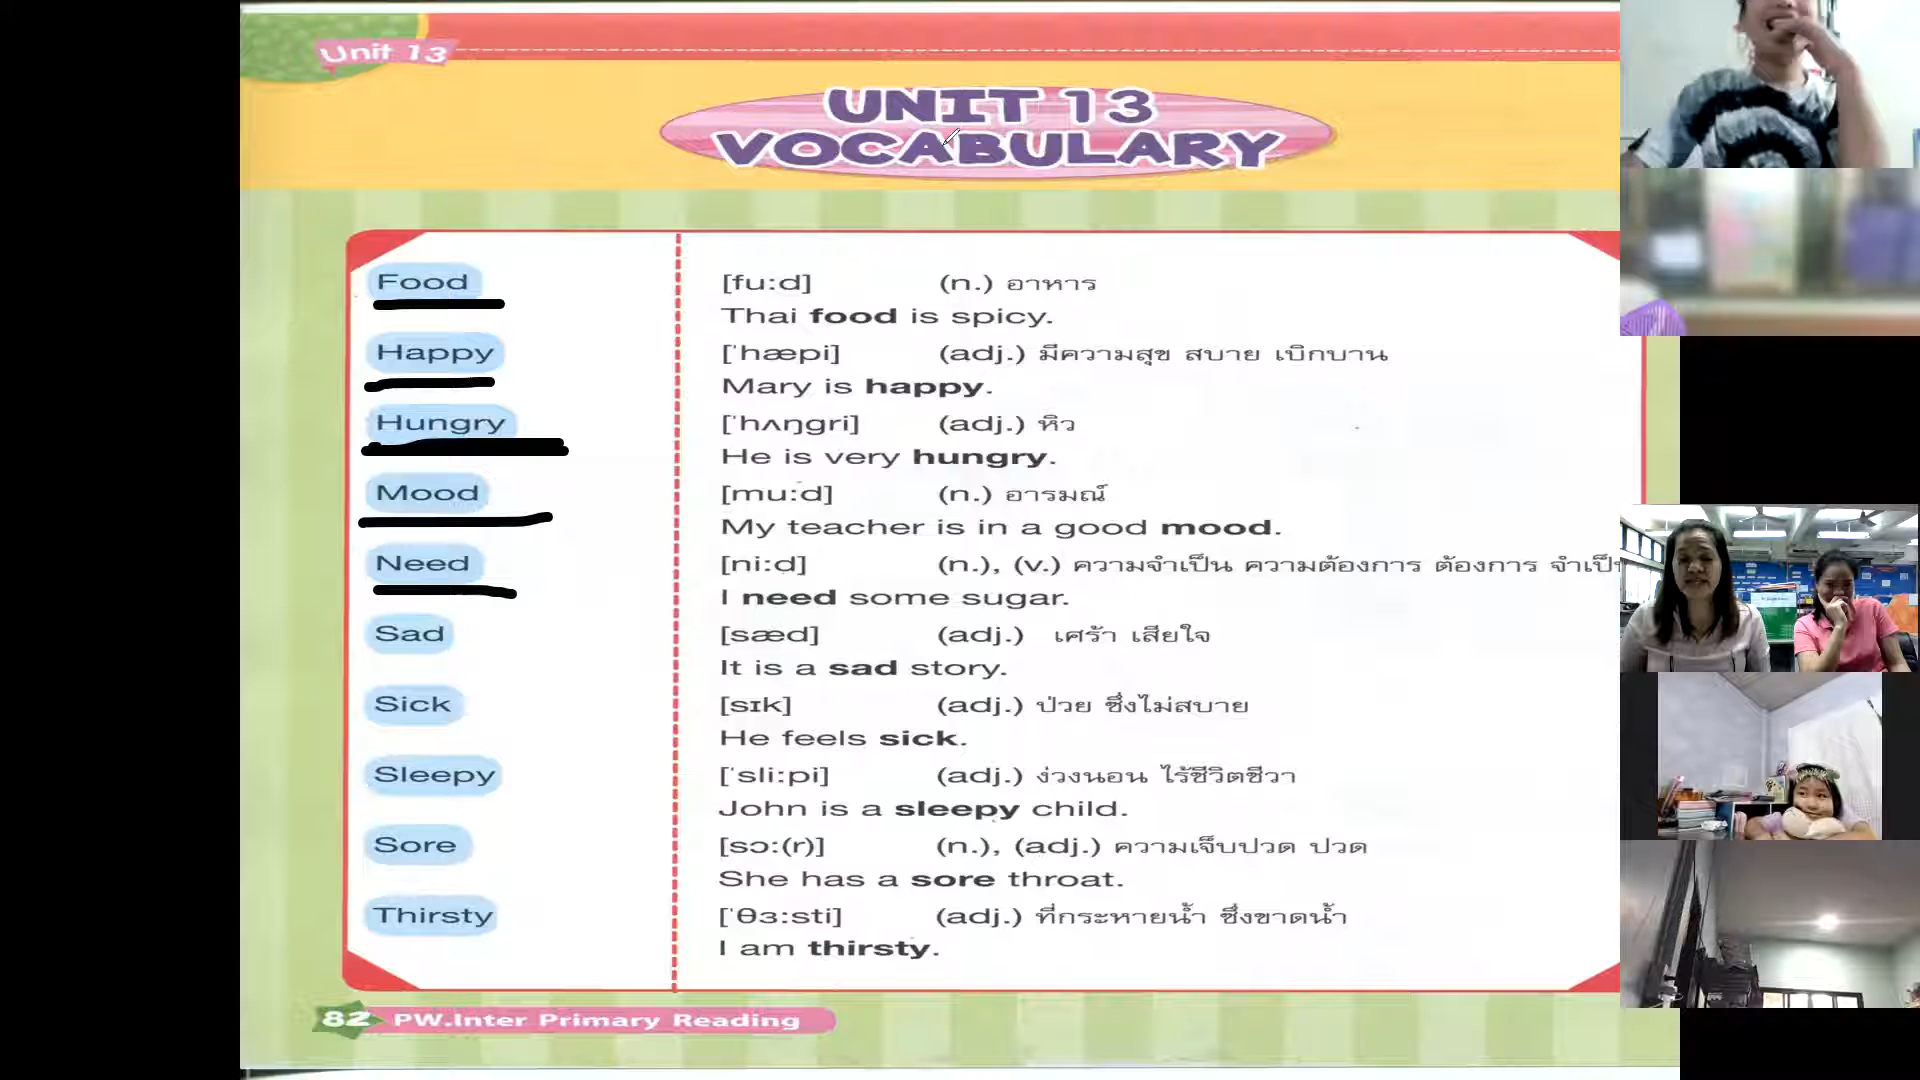 Unit 13
UNIT 13
VOCABULARY
Food [fu:d] (n.) อาหาร
Thai food is spicy.
Happy [ˈhæpi] (adj.) มีความสุข สบาย เบิกบาน
Mary is happy.
Hungry [ˈhʌŋgri] (adj.) หิว
He is very hungry.
Mood [mu:d] (n.) อารมณ์
My teacher is in a good mood.
Need [ni:d] (n.), (v.) ความจำเป็น ความต้องการ ต้องการ
I need some sugar.
Sad [sæd] (adj.) เศร้า เสียใจ
It is a sad story.
Sick [sɪk] (adj.) ป่วย ซึ่งไม่สบาย
He feels sick.
Sleepy [ˈsli:pi] (adj.) ง่วงนอน ไร้ชีวิตชีวา
John is a sleepy child.
Sore [sɔ:(r)] (n.), (adj.) ความเจ็บปวด ปวด
She has a sore throat.
Thirsty [ˈθɜ:sti] (adj.) ที่กระหายน้ำ ซึ่งขาดน้ำ
I am thirsty.
82 PW.Inter Primary Reading